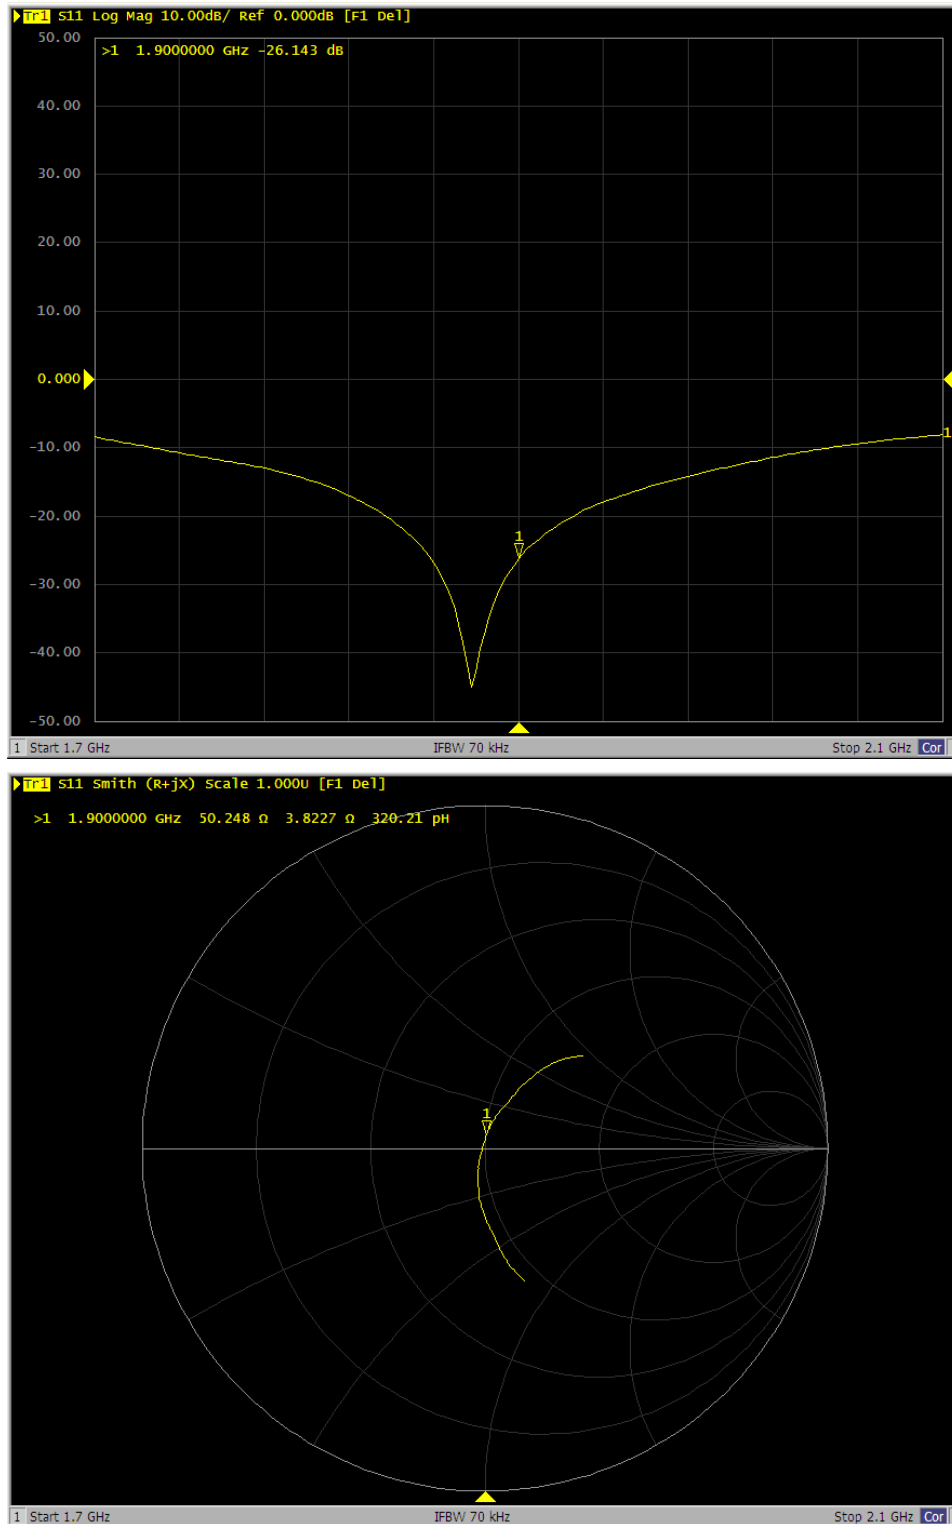 Tr1 S11 Log Mag 10.00dB/ Ref 0.000dB [F1 Del]
50.00
>1 1.9000000 GHz -26.143 dB
40.00
30.00
20.00
10.00
0.000
-10.00
1
-20.00
1
-30.00
-40.00
-50.00
1 Start 1.7 GHz IFBW 70 kHz Stop 2.1 GHz Cor
Tr1 S11 Smith (R+jX) Scale 1.000U [F1 Del]
>1 1.9000000 GHz 50.248 Ω 3.8227 Ω 320.21 pH
1
1 Start 1.7 GHz IFBW 70 kHz Stop 2.1 GHz Cor